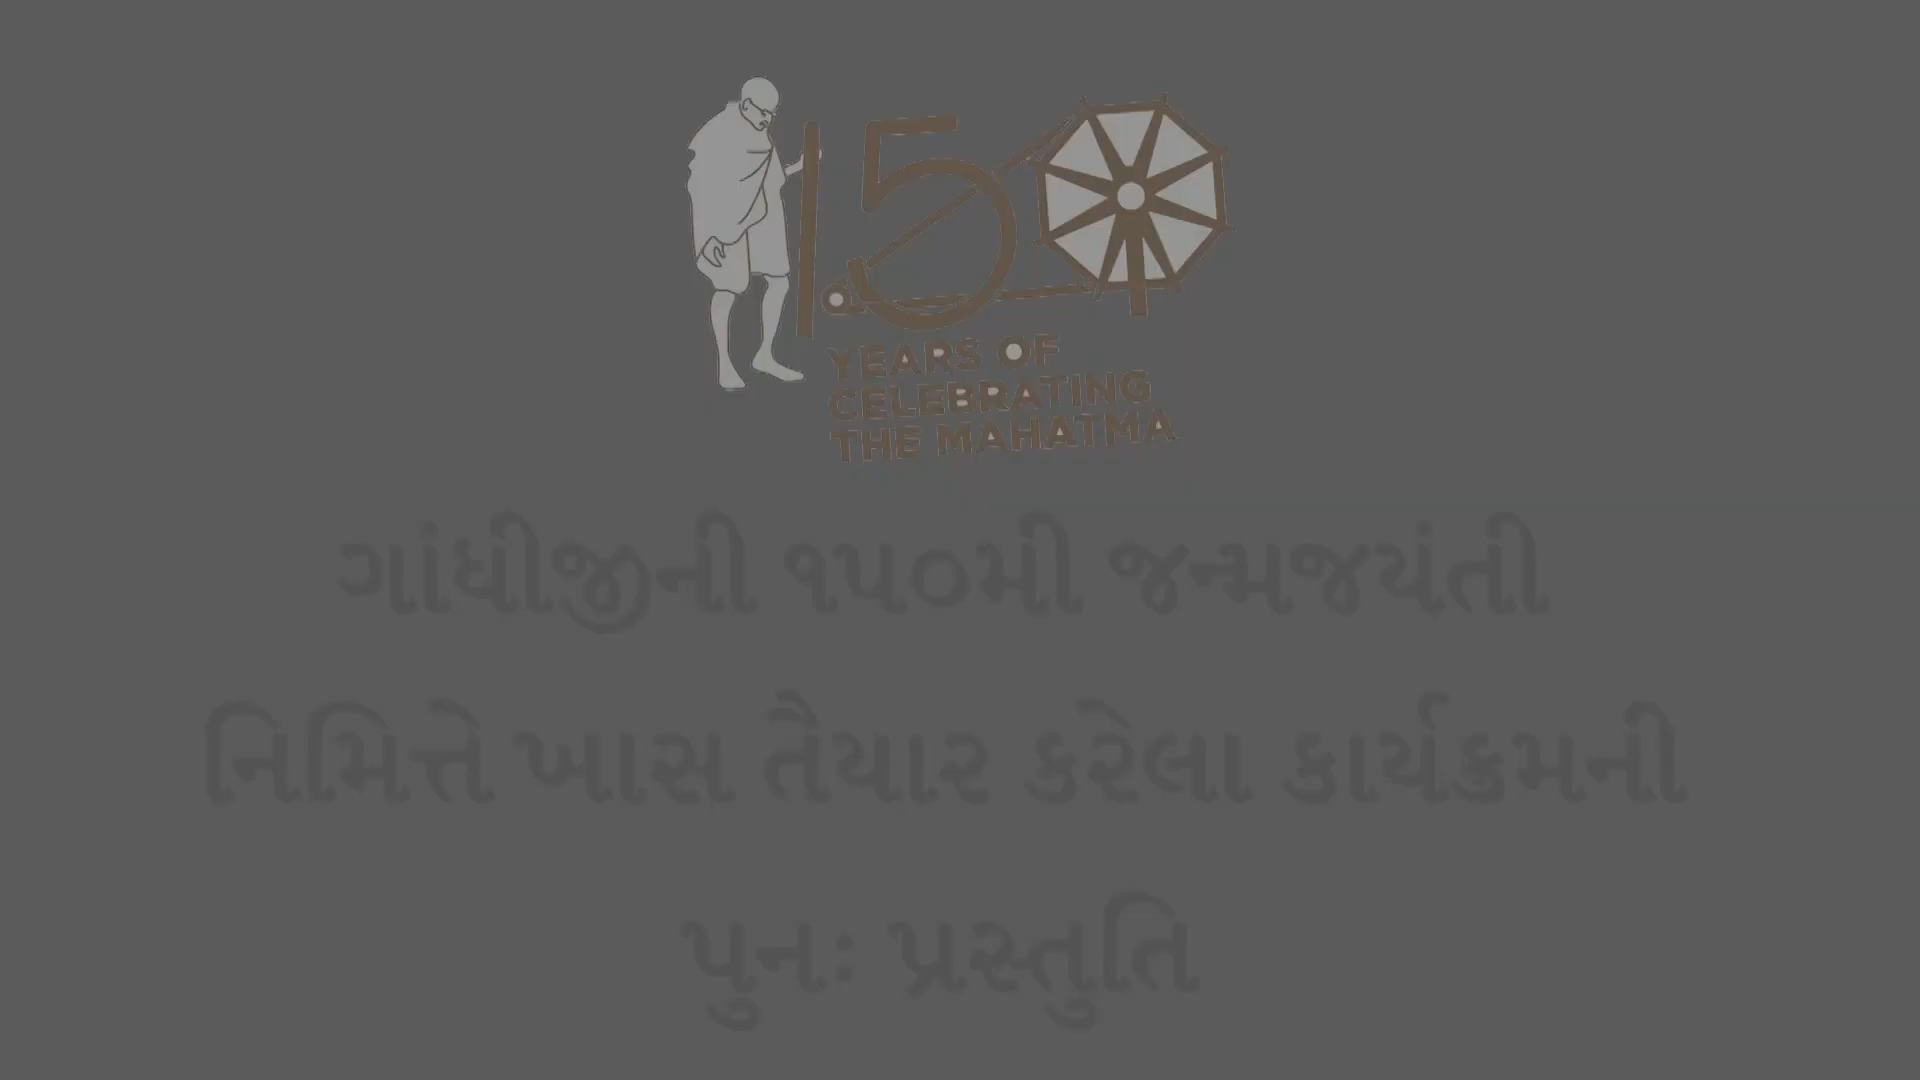 150
YEARS OF
CELEBRATING
THE MAHATMA
ગાંધીજીની ૧૫૦મી જન્મજયંતી
નિમિત્તે ખાસ તૈયાર કરેલા કાર્યક્રમની
પુનઃ પ્રસ્તુતિ